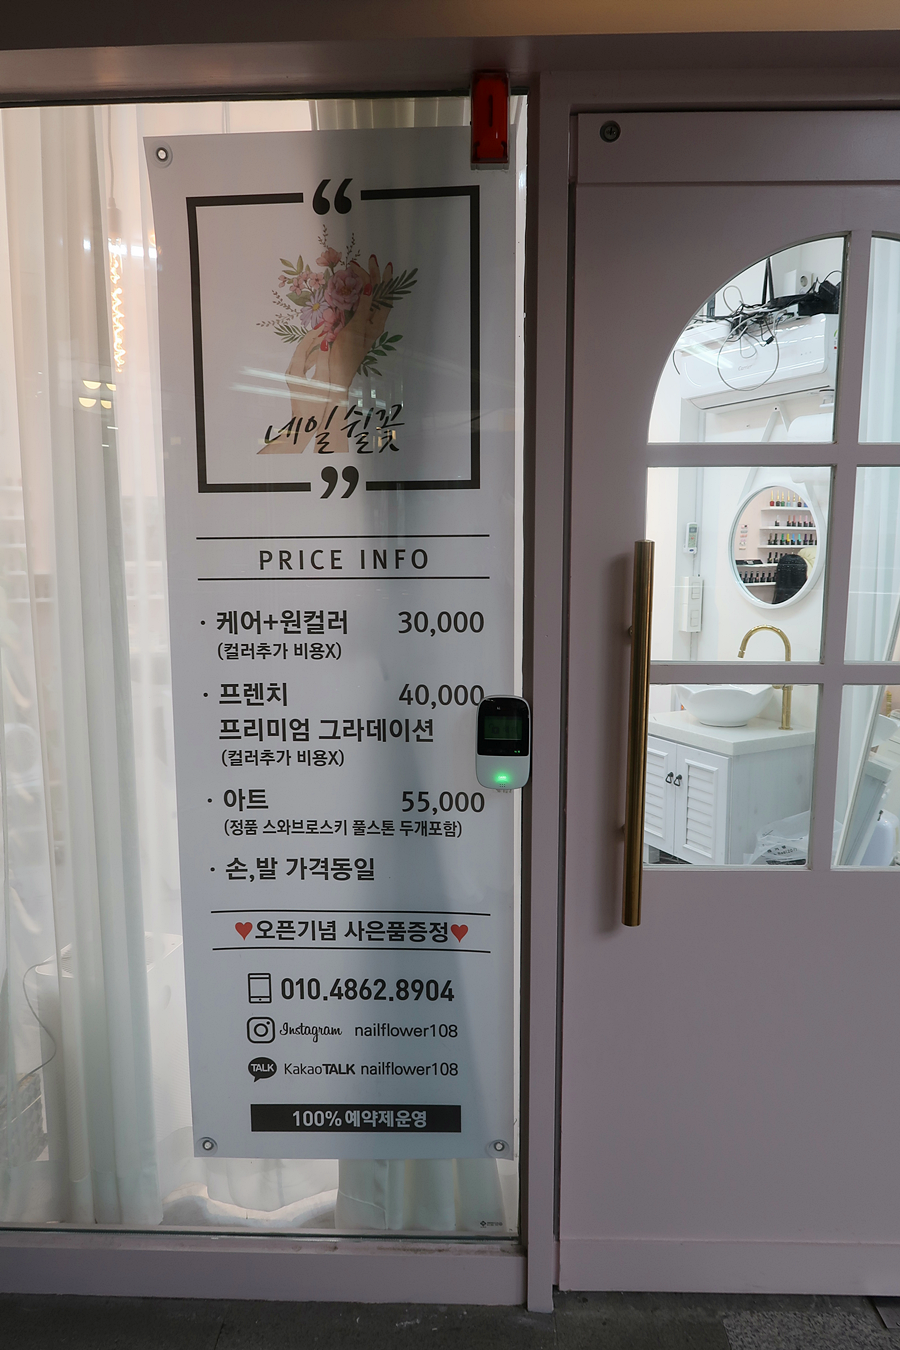 “
네일 쉴꽃
”
PRICE INFO
· 케어+원컬러 30,000
(컬러추가 비용X)
· 프렌치 40,000
프리미엄 그라데이션
(컬러추가 비용X)
· 아트 55,000
(정품 스와브로스키 풀스톤 두개포함)
· 손,발 가격동일
♥오픈기념 사은품증정♥
010.4862.8904
Instagram nailflower108
TALK KakaoTALK nailflower108
100% 예약제운영